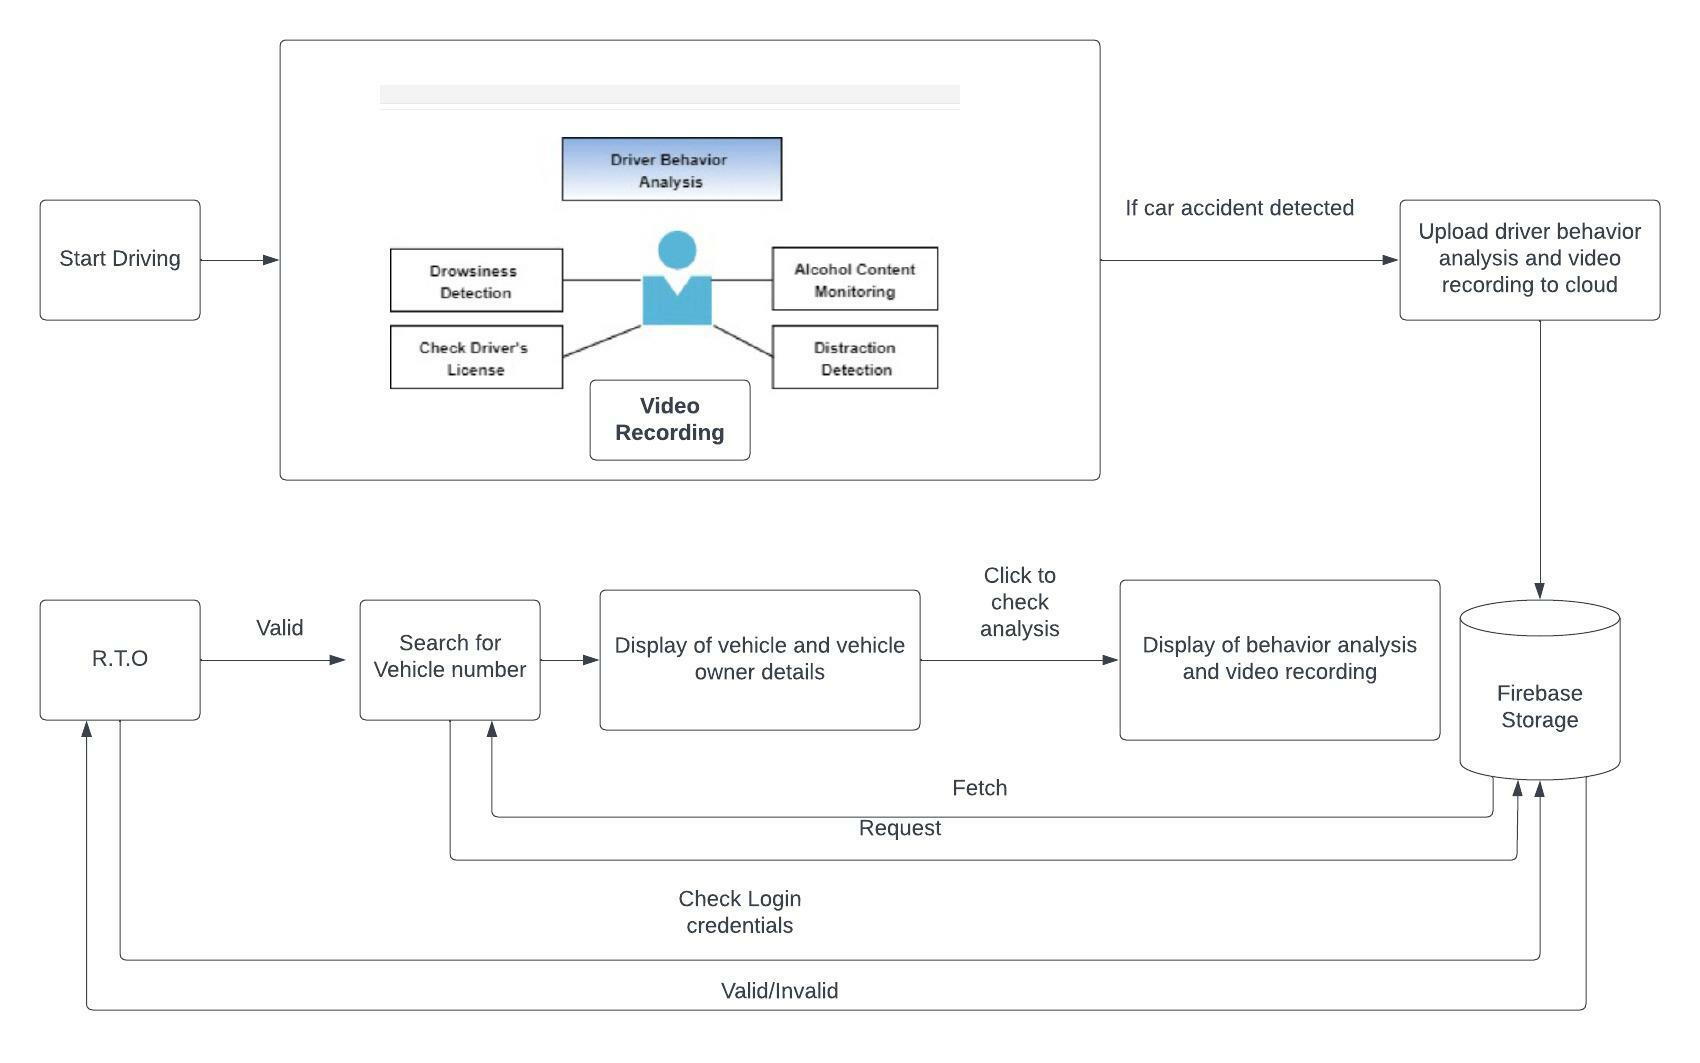 Driver Behavior
Analysis
If car accident detected
Start Driving
Upload driver behavior
analysis and video
recording to cloud
Drowsiness
Detection
Alcohol Content
Monitoring
Check Driver's
License
Distraction
Detection
Video
Recording
R.T.O
Valid
Search for
Vehicle number
Display of vehicle and vehicle
owner details
Click to
check
analysis
Display of behavior analysis
and video recording
Firebase
Storage
Fetch
Request
Check Login
credentials
Valid/Invalid